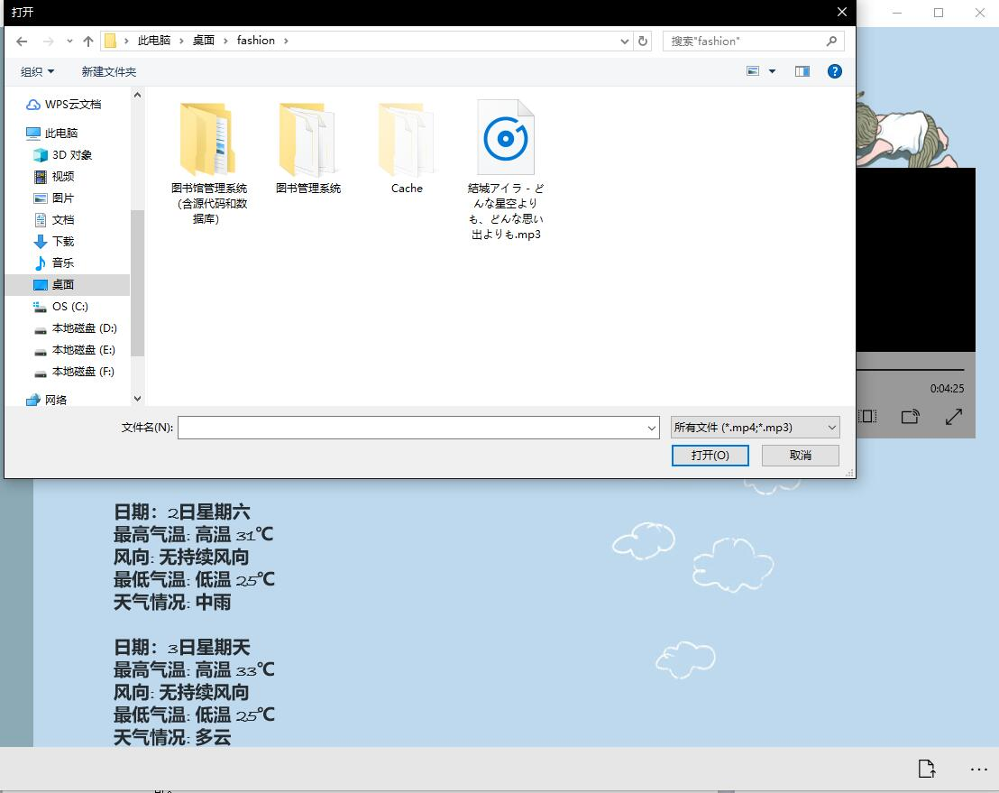 打开
此电脑 › 桌面 › fashion ›
搜索"fashion"
组织
新建文件夹
WPS云文档
此电脑
3D 对象
视频
图片
文档
下载
音乐
桌面
OS (C:)
本地磁盘 (D:)
本地磁盘 (E:)
本地磁盘 (F:)
网络
图书馆管理系统
（含源代码和数
据库）
图书管理系统
Cache
結城アイラ - ど
んな星空より
も、どんな思い
出よりも.mp3
文件名(N):
所有文件 (*.mp4;*.mp3)
打开(O)
取消
0:04:25
日期：2日星期六
最高气温: 高温 31℃
风向: 无持续风向
最低气温: 低温 25℃
天气情况: 中雨
日期：3日星期天
最高气温: 高温 33℃
风向: 无持续风向
最低气温: 低温 25℃
天气情况: 多云